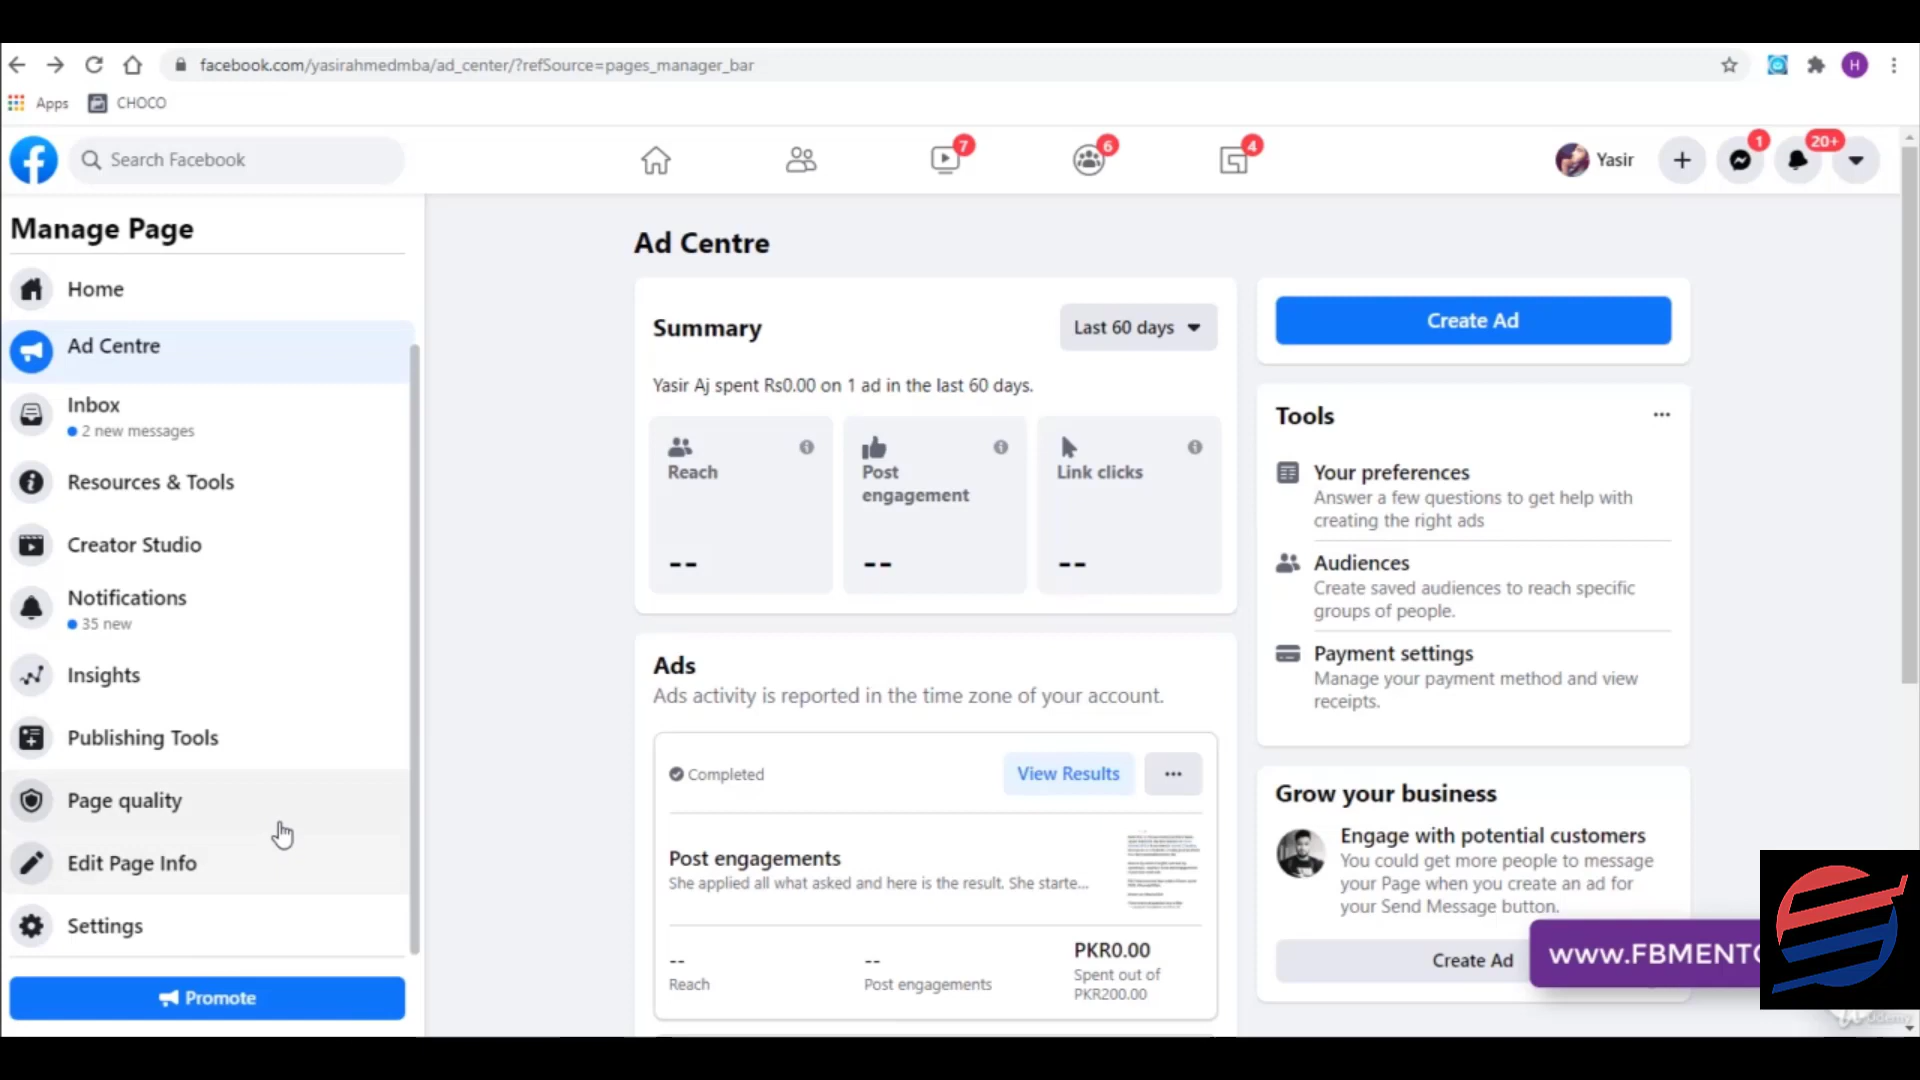 facebook.com/yasirahmedmba/ad_center/?refSource=pages_manager_bar
H
Apps
CHOCO
Search Facebook
7
6
4
Yasir
1
20+
Manage Page
Home
Ad Centre
Inbox
2 new messages
Resources & Tools
Creator Studio
Notifications
35 new
Insights
Publishing Tools
Page quality
Edit Page Info
Settings
Promote
Ad Centre
Summary
Last 60 days
Yasir Aj spent Rs0.00 on 1 ad in the last 60 days.
Reach
--
Post
engagement
--
Link clicks
--
Ads
Ads activity is reported in the time zone of your account.
Completed
View Results
Post engagements
She applied all what asked and here is the result. She starte...
--
Reach
--
Post engagements
PKR0.00
Spent out of
PKR200.00
Create Ad
Tools
Your preferences
Answer a few questions to get help with
creating the right ads
Audiences
Create saved audiences to reach specific
groups of people.
Payment settings
Manage your payment method and view
receipts.
Grow your business
Engage with potential customers
You could get more people to message
your Page when you create an ad for
your Send Message button.
Create Ad
www.FBMENTO
Udemy